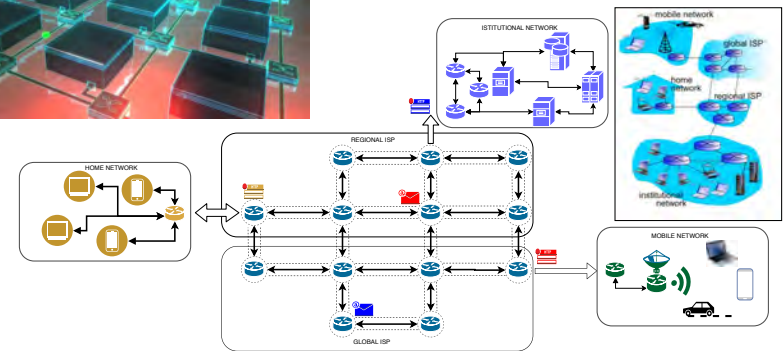 ISTITUTIONAL NETWORK
mobile network
global ISP
home
network
regional ISP
institutional
network
REGIONAL ISP
HOME NETWORK
MOBILE NETWORK
GLOBAL ISP